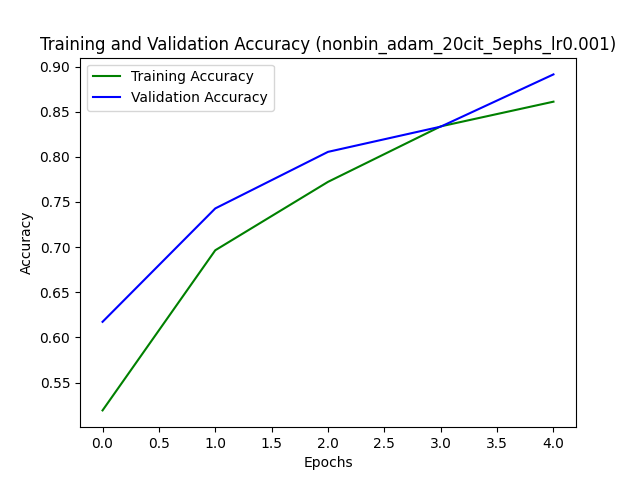 Training and Validation Accuracy (nonbin_adam_20cit_5ephs_lr0.001)
Training Accuracy
Validation Accuracy
0.90
0.85
0.80
0.75
0.70
0.65
0.60
0.55
Accuracy
0.0 0.5 1.0 1.5 2.0 2.5 3.0 3.5 4.0
Epochs